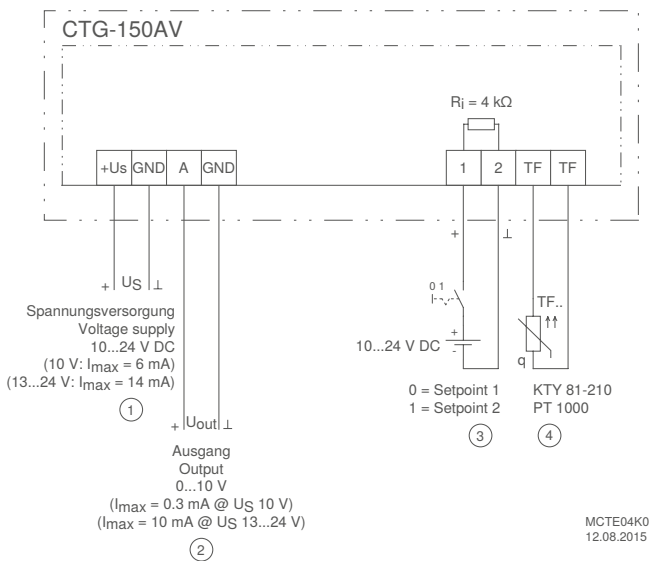 CTG-150AV
Ri = 4 kΩ
+Us GND A GND
1 2 TF TF
+ ⊥
+ US ⊥
Spannungsversorgung
Voltage supply
10...24 V DC
(10 V: Imax = 6 mA)
(13...24 V: Imax = 14 mA)
1
+ Uout ⊥
Ausgang
Output
0...10 V
(Imax = 0.3 mA @ US 10 V)
(Imax = 10 mA @ US 13...24 V)
2
0 1
+
10...24 V DC
-
0 = Setpoint 1
1 = Setpoint 2
3
TF..
q
KTY 81-210
PT 1000
4
MCTE04K0
12.08.2015